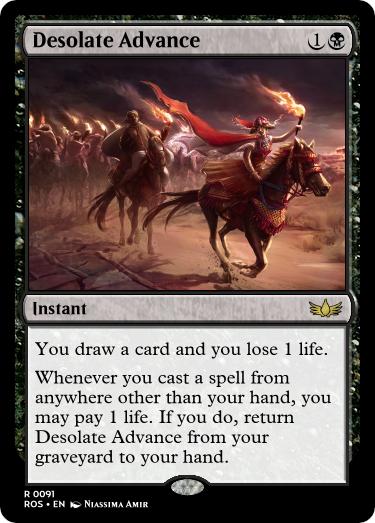 Desolate Advance 1
Instant
You draw a card and you lose 1 life.
Whenever you cast a spell from
anywhere other than your hand, you
may pay 1 life. If you do, return
Desolate Advance from your
graveyard to your hand.
R 0091
ROS • EN Niassima Amir